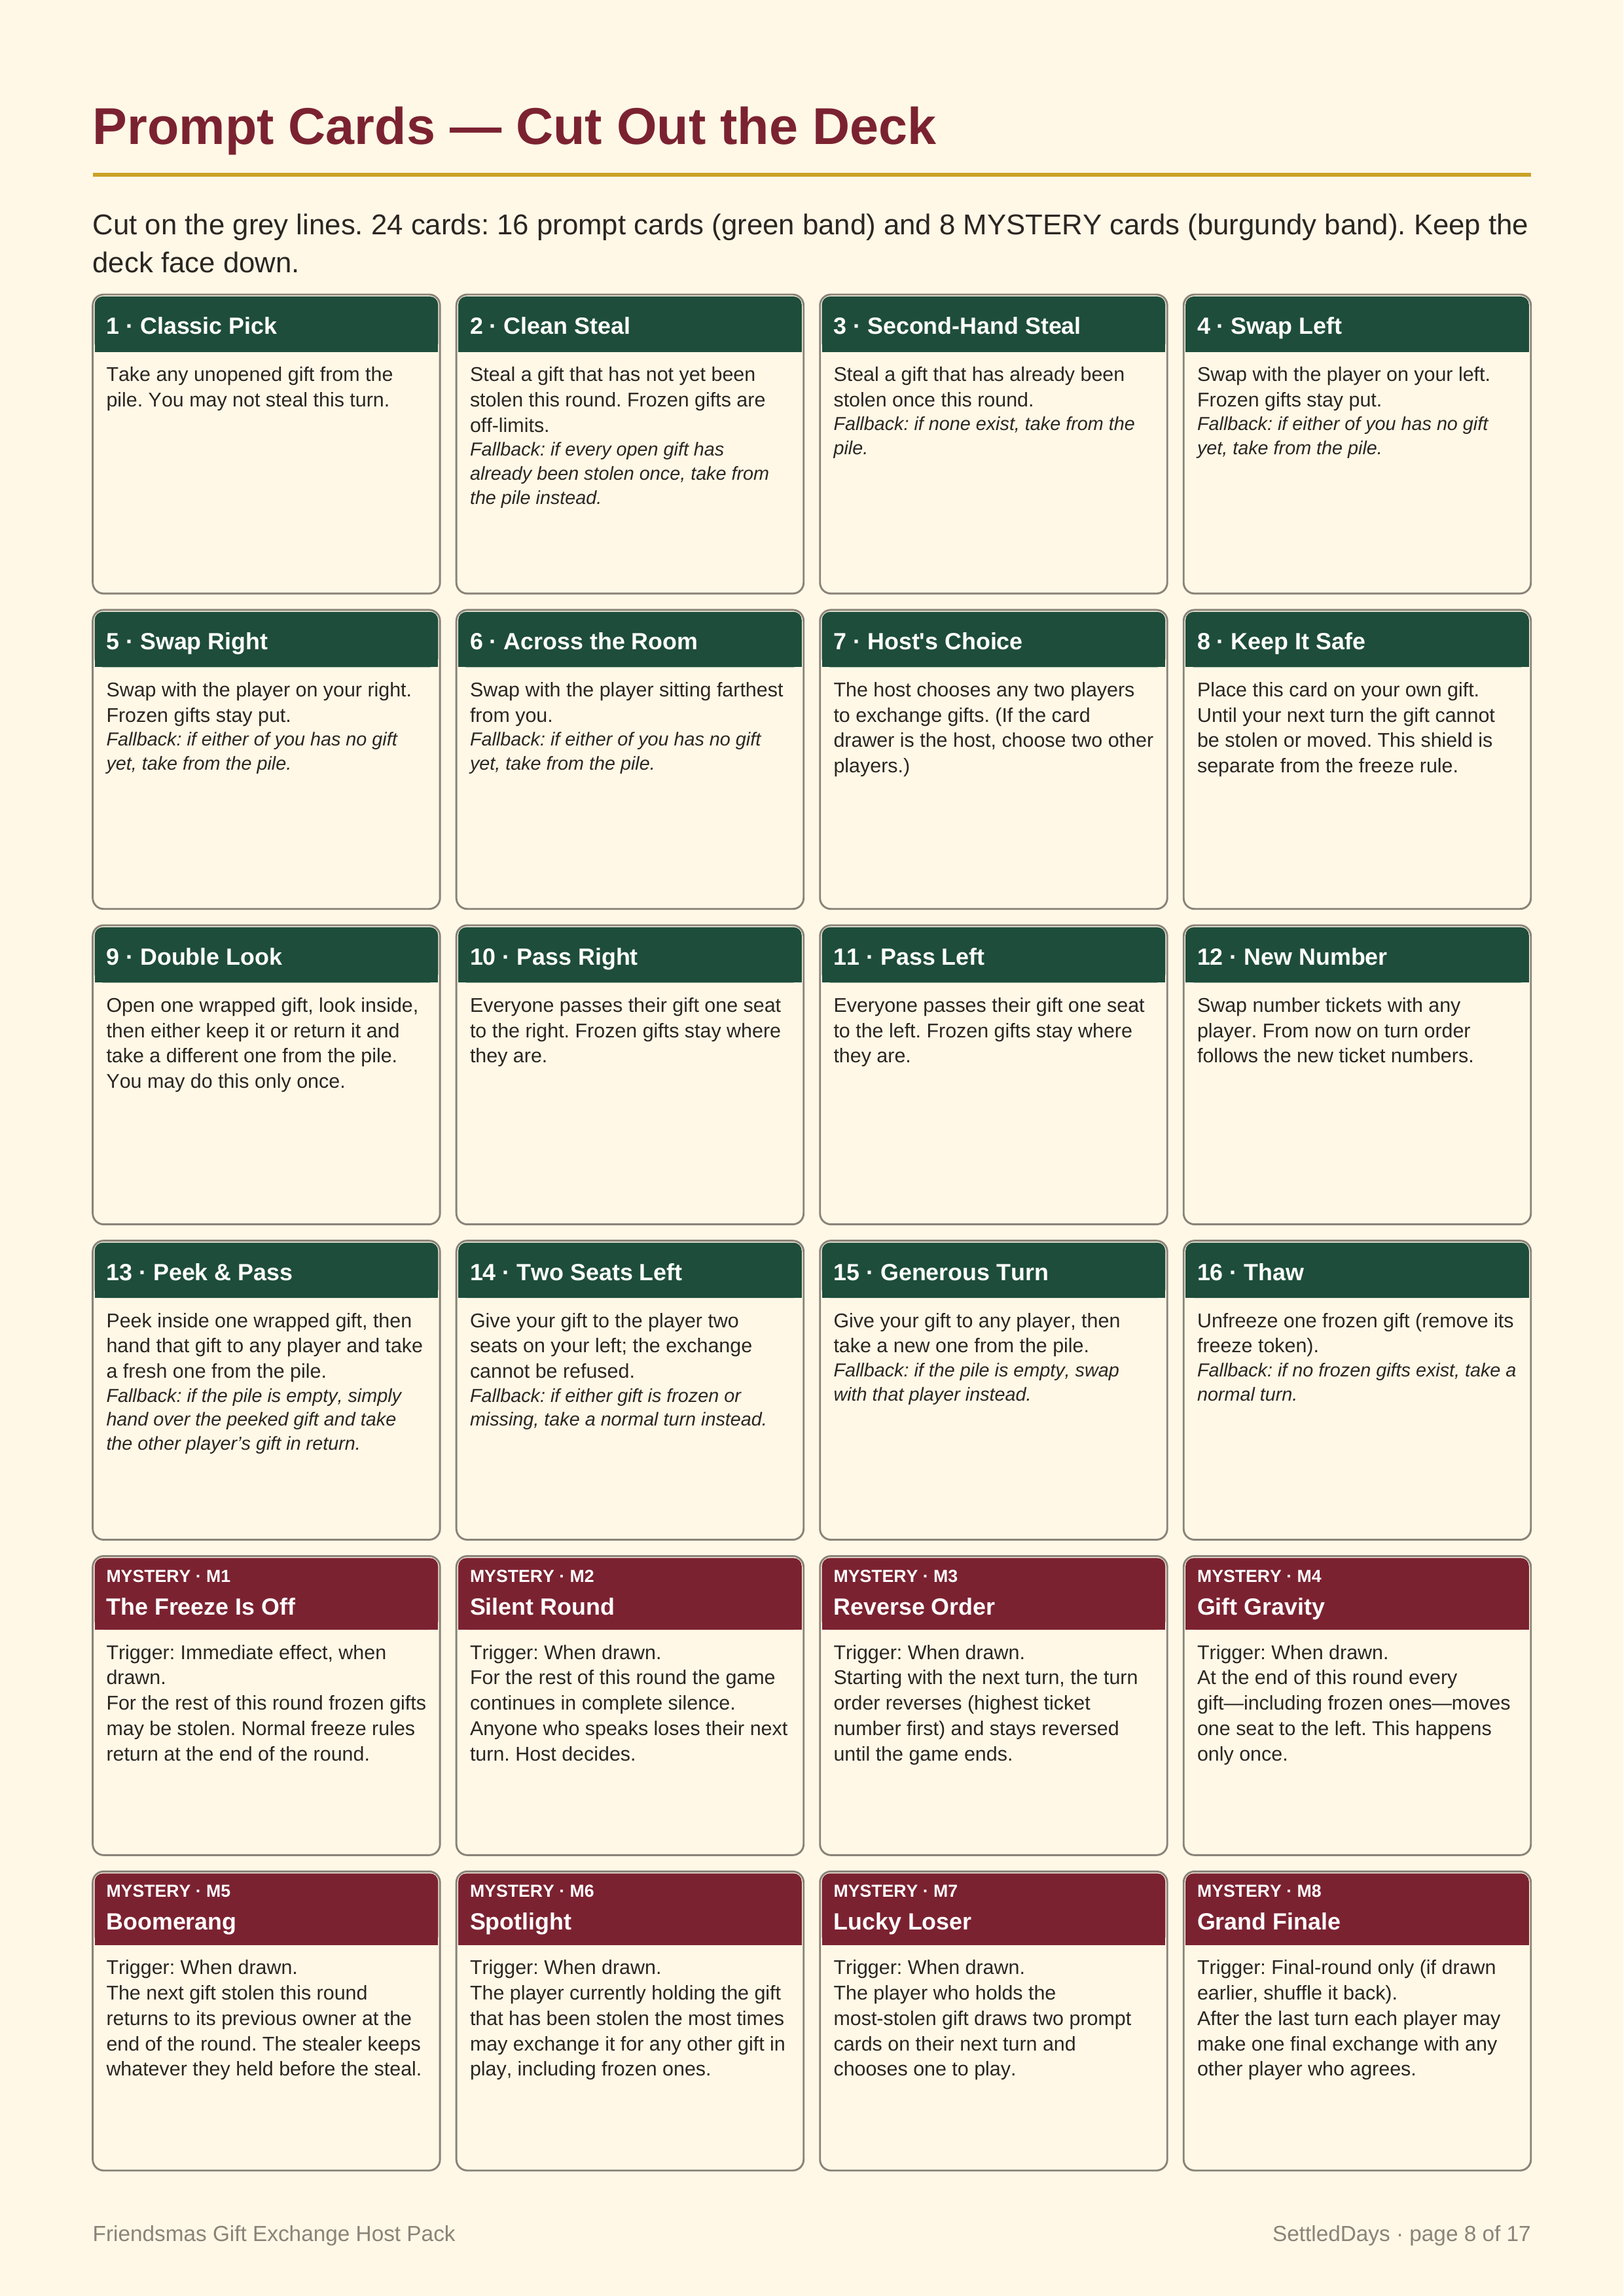 Prompt Cards — Cut Out the Deck
Cut on the grey lines. 24 cards: 16 prompt cards (green band) and 8 MYSTERY cards (burgundy band). Keep the
deck face down.
1 · Classic Pick
Take any unopened gift from the
pile. You may not steal this turn.
2 · Clean Steal
Steal a gift that has not yet been
stolen this round. Frozen gifts are
off-limits.
Fallback: if every open gift has
already been stolen once, take from
the pile instead.
3 · Second-Hand Steal
Steal a gift that has already been
stolen once this round.
Fallback: if none exist, take from the
pile.
4 · Swap Left
Swap with the player on your left.
Frozen gifts stay put.
Fallback: if either of you has no gift
yet, take from the pile.
5 · Swap Right
Swap with the player on your right.
Frozen gifts stay put.
Fallback: if either of you has no gift
yet, take from the pile.
6 · Across the Room
Swap with the player sitting farthest
from you.
Fallback: if either of you has no gift
yet, take from the pile.
7 · Host's Choice
The host chooses any two players
to exchange gifts. (If the card
drawer is the host, choose two other
players.)
8 · Keep It Safe
Place this card on your own gift.
Until your next turn the gift cannot
be stolen or moved. This shield is
separate from the freeze rule.
9 · Double Look
Open one wrapped gift, look inside,
then either keep it or return it and
take a different one from the pile.
You may do this only once.
10 · Pass Right
Everyone passes their gift one seat
to the right. Frozen gifts stay where
they are.
11 · Pass Left
Everyone passes their gift one seat
to the left. Frozen gifts stay where
they are.
12 · New Number
Swap number tickets with any
player. From now on turn order
follows the new ticket numbers.
13 · Peek & Pass
Peek inside one wrapped gift, then
hand that gift to any player and take
a fresh one from the pile.
Fallback: if the pile is empty, simply
hand over the peeked gift and take
the other player’s gift in return.
14 · Two Seats Left
Give your gift to the player two
seats on your left; the exchange
cannot be refused.
Fallback: if either gift is frozen or
missing, take a normal turn instead.
15 · Generous Turn
Give your gift to any player, then
take a new one from the pile.
Fallback: if the pile is empty, swap
with that player instead.
16 · Thaw
Unfreeze one frozen gift (remove its
freeze token).
Fallback: if no frozen gifts exist, take a
normal turn.
MYSTERY · M1
The Freeze Is Off
Trigger: Immediate effect, when
drawn.
For the rest of this round frozen gifts
may be stolen. Normal freeze rules
return at the end of the round.
MYSTERY · M2
Silent Round
Trigger: When drawn.
For the rest of this round the game
continues in complete silence.
Anyone who speaks loses their next
turn. Host decides.
MYSTERY · M3
Reverse Order
Trigger: When drawn.
Starting with the next turn, the turn
order reverses (highest ticket
number first) and stays reversed
until the game ends.
MYSTERY · M4
Gift Gravity
Trigger: When drawn.
At the end of this round every
gift—including frozen ones—moves
one seat to the left. This happens
only once.
MYSTERY · M5
Boomerang
Trigger: When drawn.
The next gift stolen this round
returns to its previous owner at the
end of the round. The stealer keeps
whatever they held before the steal.
MYSTERY · M6
Spotlight
Trigger: When drawn.
The player currently holding the gift
that has been stolen the most times
may exchange it for any other gift in
play, including frozen ones.
MYSTERY · M7
Lucky Loser
Trigger: When drawn.
The player who holds the
most-stolen gift draws two prompt
cards on their next turn and
chooses one to play.
MYSTERY · M8
Grand Finale
Trigger: Final-round only (if drawn
earlier, shuffle it back).
After the last turn each player may
make one final exchange with any
other player who agrees.
Friendsmas Gift Exchange Host Pack
SettledDays · page 8 of 17